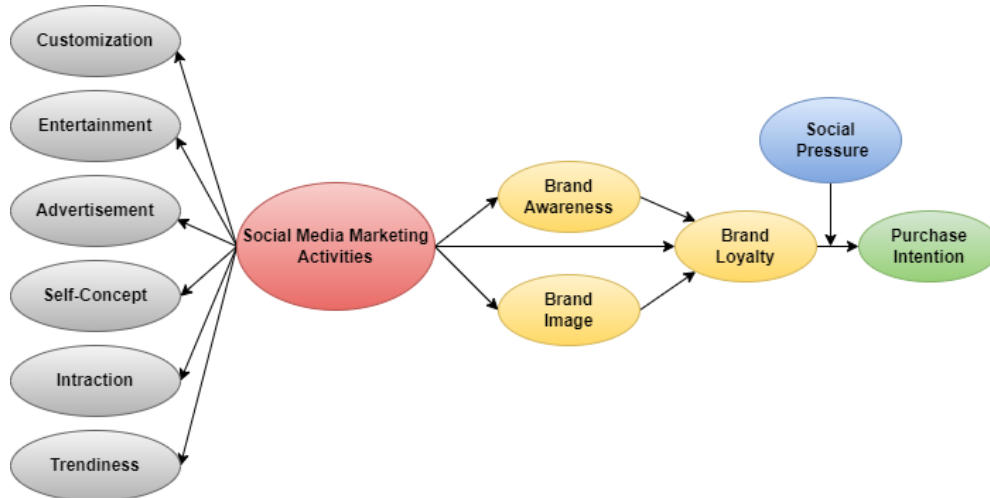 Customization
Entertainment
Advertisement
Self-Concept
Intraction
Trendiness
Social Media Marketing
Activities
Brand
Awareness
Brand
Image
Brand
Loyalty
Social
Pressure
Purchase
Intention